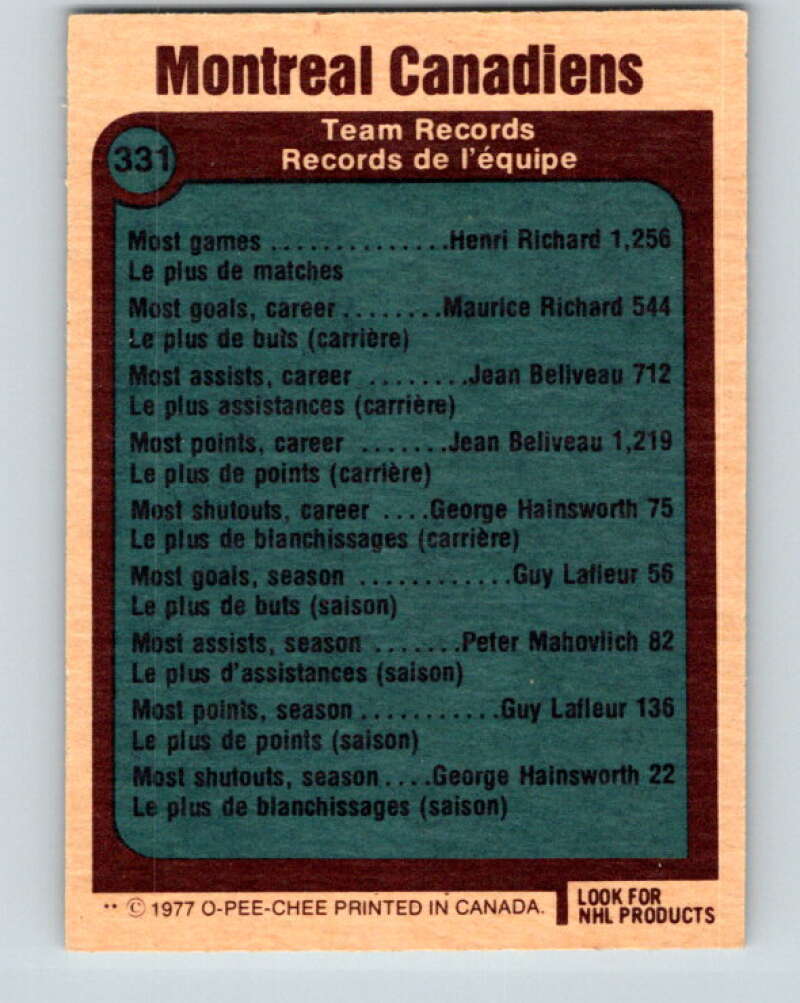 Montreal Canadiens
331
Team Records
Records de l'équipe
Most games ..............Henri Richard 1,256
Le plus de matches
Most goals, career........Maurice Richard 544
Le plus de buts (carrière)
Most assists, career ........Jean Beliveau 712
Le plus assistances (carrière)
Most points, career .......Jean Beliveau 1,219
Le plus de points (carrière)
Most shutouts, career ....George Hainsworth 75
Le plus de blanchissages (carrière)
Most goals, season ............Guy Lafleur 56
Le plus de buts (saison)
Most assists, season .......Peter Mahovlich 82
Le plus d'assistances (saison)
Most points, season...........Guy Lafleur 136
Le plus de points (saison)
Most shutouts, season....George Hainsworth 22
Le plus de blanchissages (saison)
** © 1977 O-PEE-CHEE PRINTED IN CANADA.
LOOK FOR
NHL PRODUCTS